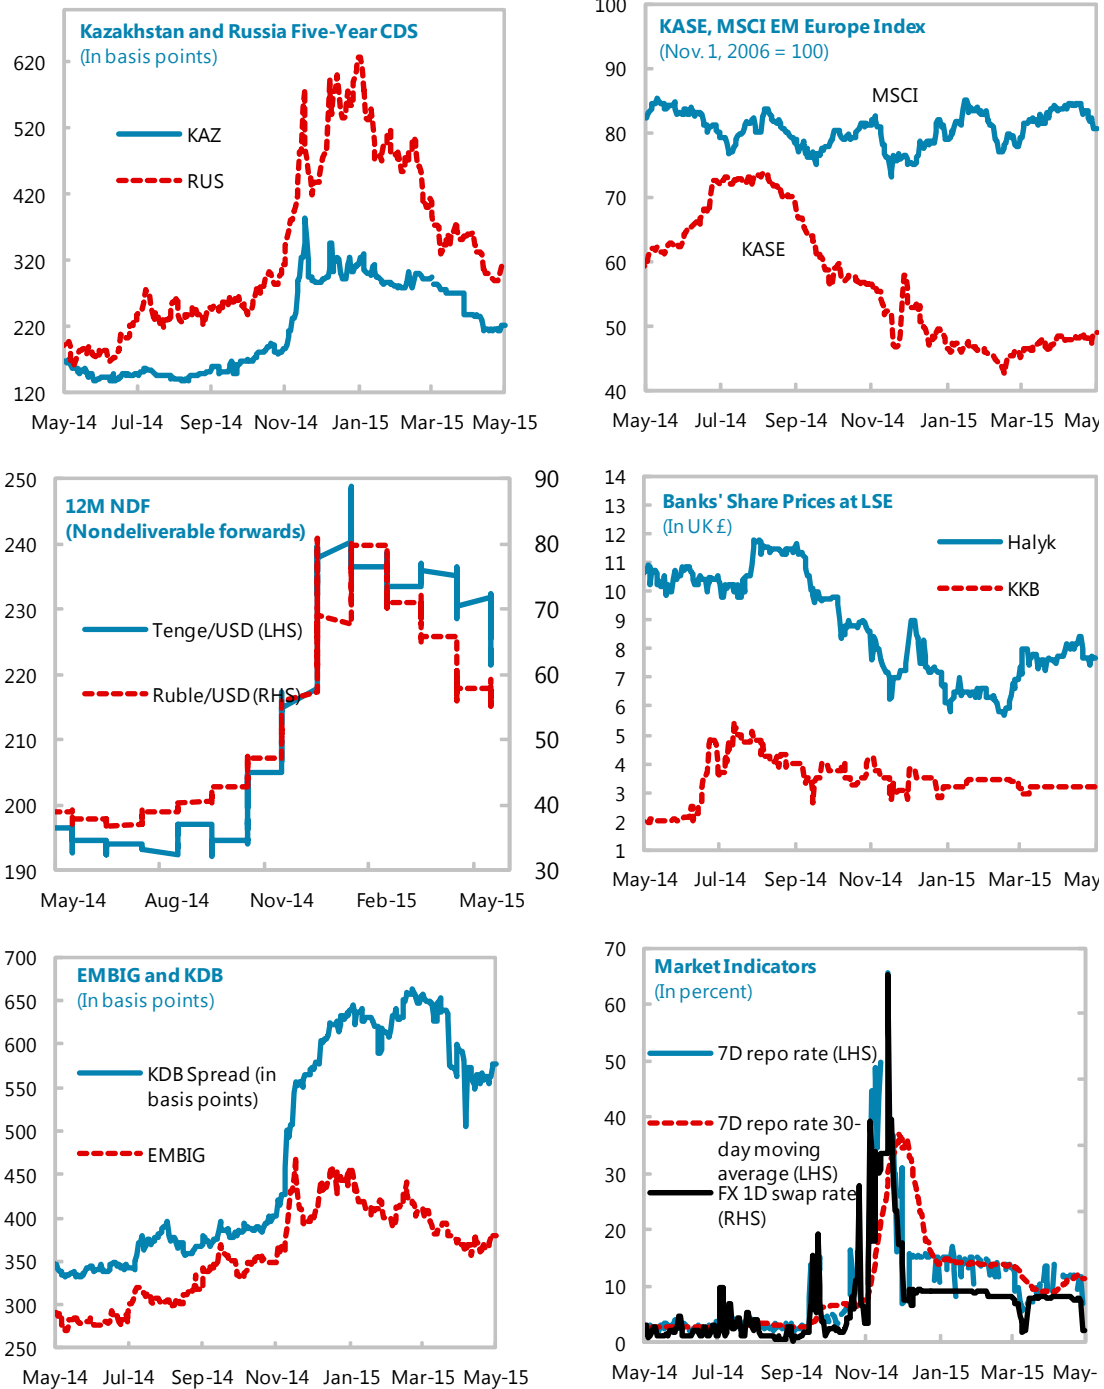 Kazakhstan and Russia Five-Year CDS
(In basis points)
620
520
420
320
220
120
KAZ
RUS
May-14 Jul-14 Sep-14 Nov-14 Jan-15 Mar-15 May-15
KASE, MSCI EM Europe Index
(Nov. 1, 2006 = 100)
100
90
80
70
60
50
40
MSCI
KASE
May-14 Jul-14 Sep-14 Nov-14 Jan-15 Mar-15 May
12M NDF
(Nondeliverable forwards)
250
240
230
220
210
200
190
90
80
70
60
50
40
30
Tenge/USD (LHS)
Ruble/USD (RHS)
May-14 Aug-14 Nov-14 Feb-15 May-15
Banks' Share Prices at LSE
(In UK £)
14
13
12
11
10
9
8
7
6
5
4
3
2
1
Halyk
KKB
May-14 Jul-14 Sep-14 Nov-14 Jan-15 Mar-15 May
EMBIG and KDB
(In basis points)
700
650
600
550
500
450
400
350
300
250
KDB Spread (in
basis points)
EMBIG
May-14 Jul-14 Sep-14 Nov-14 Jan-15 Mar-15 May-15
Market Indicators
(In percent)
70
60
50
40
30
20
10
0
7D repo rate (LHS)
7D repo rate 30-
day moving
average (LHS)
FX 1D swap rate
(RHS)
May-14 Jul-14 Sep-14 Nov-14 Jan-15 Mar-15 May-